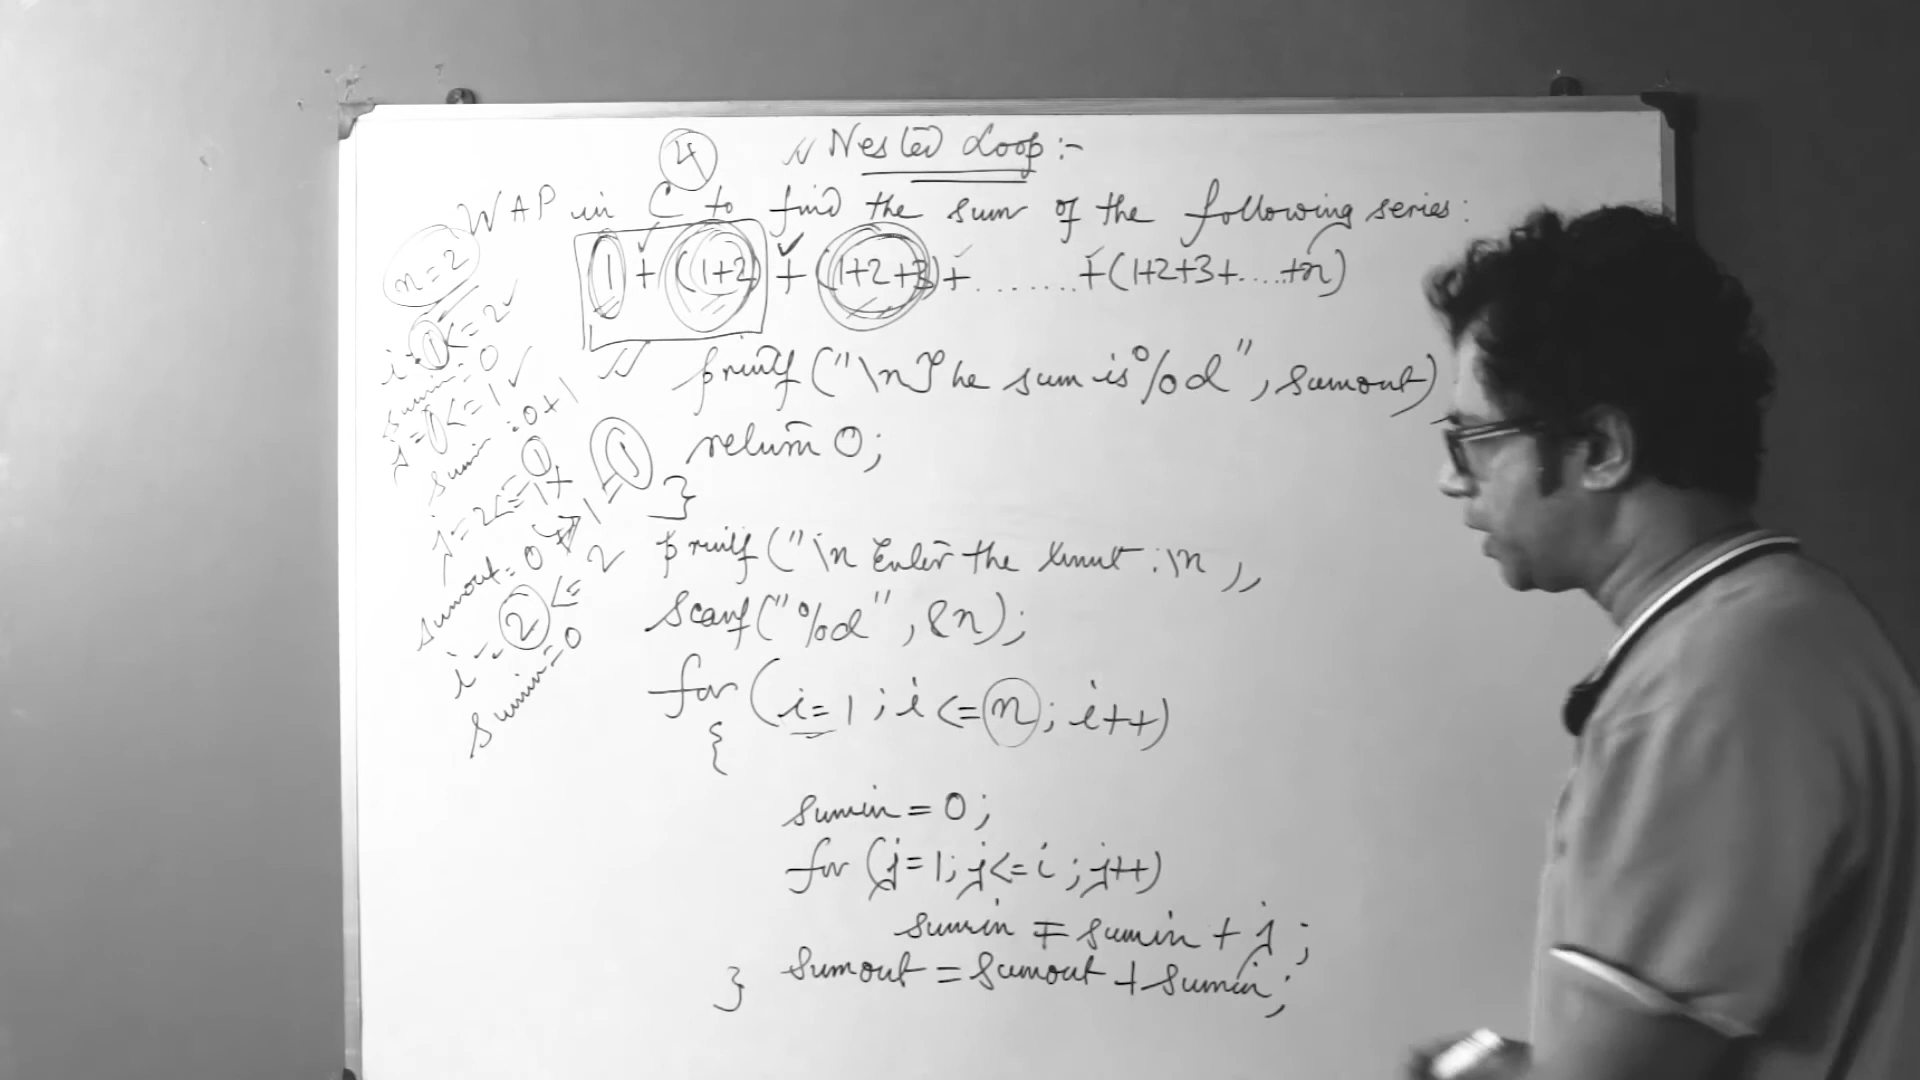 4
Nested Loop :-
WAP in C to find the sum of the following series:
1 + (1+2) + (1+2+3) + ....... + (1+2+3+....+n)
printf("\n The sum is %d", sumout)
return 0;
}
printf("\n Enter the limit :\n
scanf("%d", &n);
for (i=1; i<=n; i++)
{
sumin = 0;
for (j=1; j<=i; j++)
sumin = sumin + j;
sumout = sumout + sumin;
}
n=2
i=1<=2
sumin=0
j=1<=1
sumin=0+1
=1
j=2<=1
sumout=0+1=1
i=2<=2
sumin=0